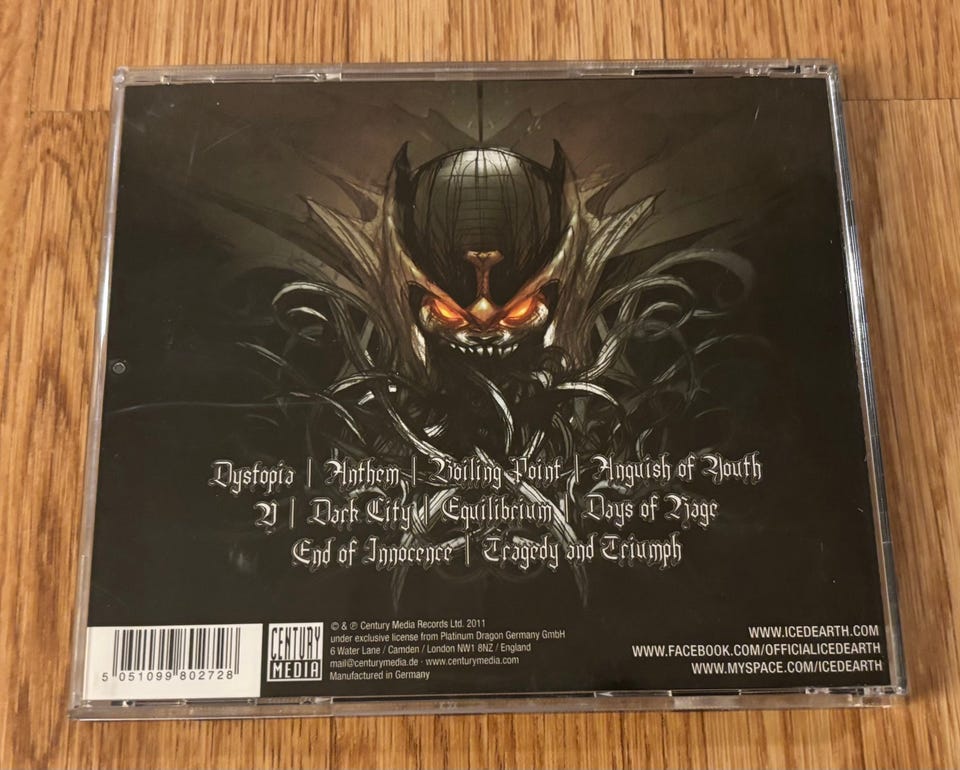 Dystopia | Anthem | Boiling Point | Anguish of Youth
V | Dark City | Equilibrium | Days of Rage
End of Innocence | Tragedy and Triumph
5 051099 802728
CENTURY
MEDIA
© & ℗ Century Media Records Ltd. 2011
under exclusive license from Platinum Dragon Germany GmbH
6 Water Lane / Camden / London NW1 8NZ / England
mail@centurymedia.de · www.centurymedia.com
Manufactured in Germany
WWW.ICEDEARTH.COM
WWW.FACEBOOK.COM/OFFICIALICEDEARTH
WWW.MYSPACE.COM/ICEDEARTH